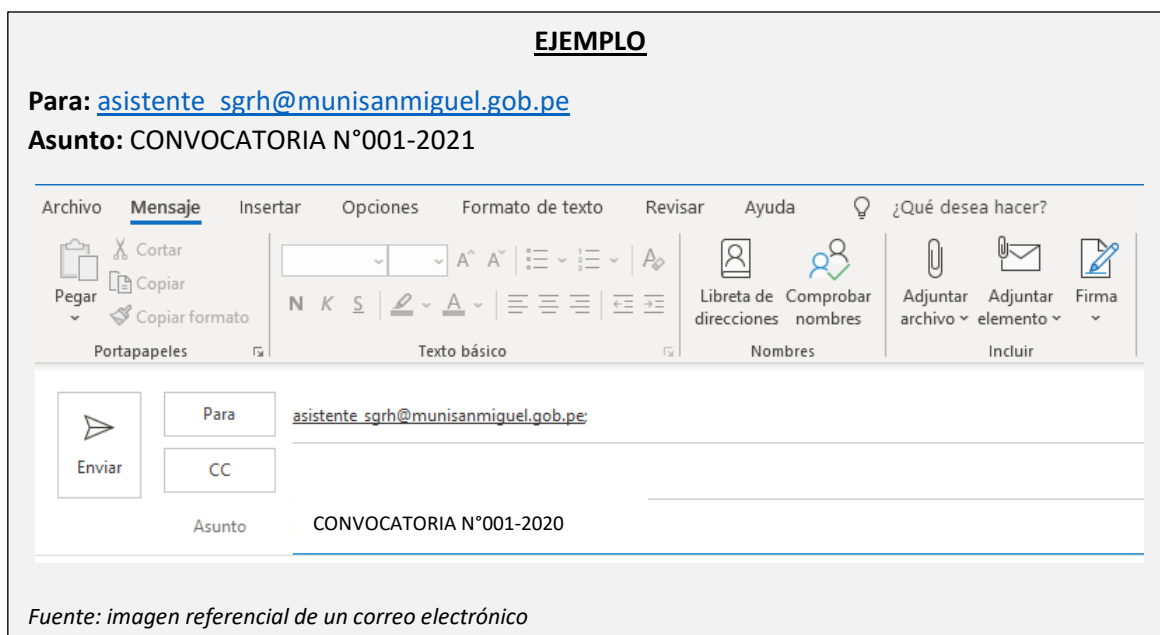 EJEMPLO
Para: asistente_sgrh@munisanmiguel.gob.pe
Asunto: CONVOCATORIA N°001-2021
Archivo Mensaje Insertar Opciones Formato de texto Revisar Ayuda ¿Qué desea hacer?
Pegar
Cortar
Copiar
Copiar formato
Portapapeles
N K S
Texto básico
Libreta de direcciones
Comprobar nombres
Nombres
Adjuntar archivo
Adjuntar elemento
Firma
Incluir
Enviar
Para
asistente_sgrh@munisanmiguel.gob.pe;
CC
Asunto
CONVOCATORIA N°001-2020
Fuente: imagen referencial de un correo electrónico